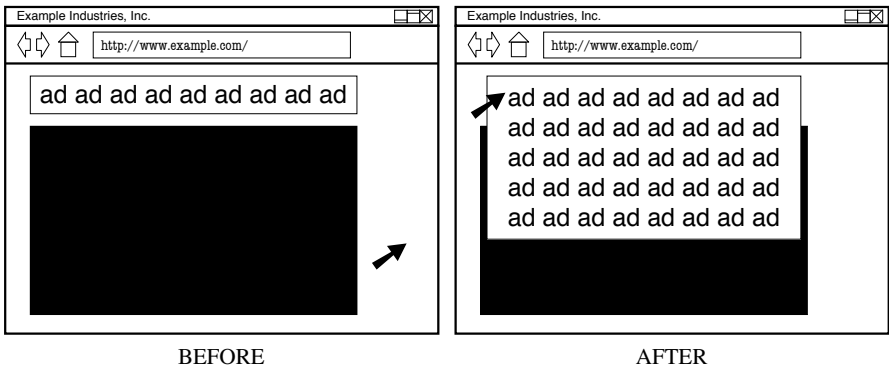 Example Industries, Inc.
http://www.example.com/
ad ad ad ad ad ad ad ad ad
BEFORE
Example Industries, Inc.
http://www.example.com/
ad ad ad ad ad ad ad ad
ad ad ad ad ad ad ad ad
ad ad ad ad ad ad ad ad
ad ad ad ad ad ad ad ad
ad ad ad ad ad ad ad ad
AFTER